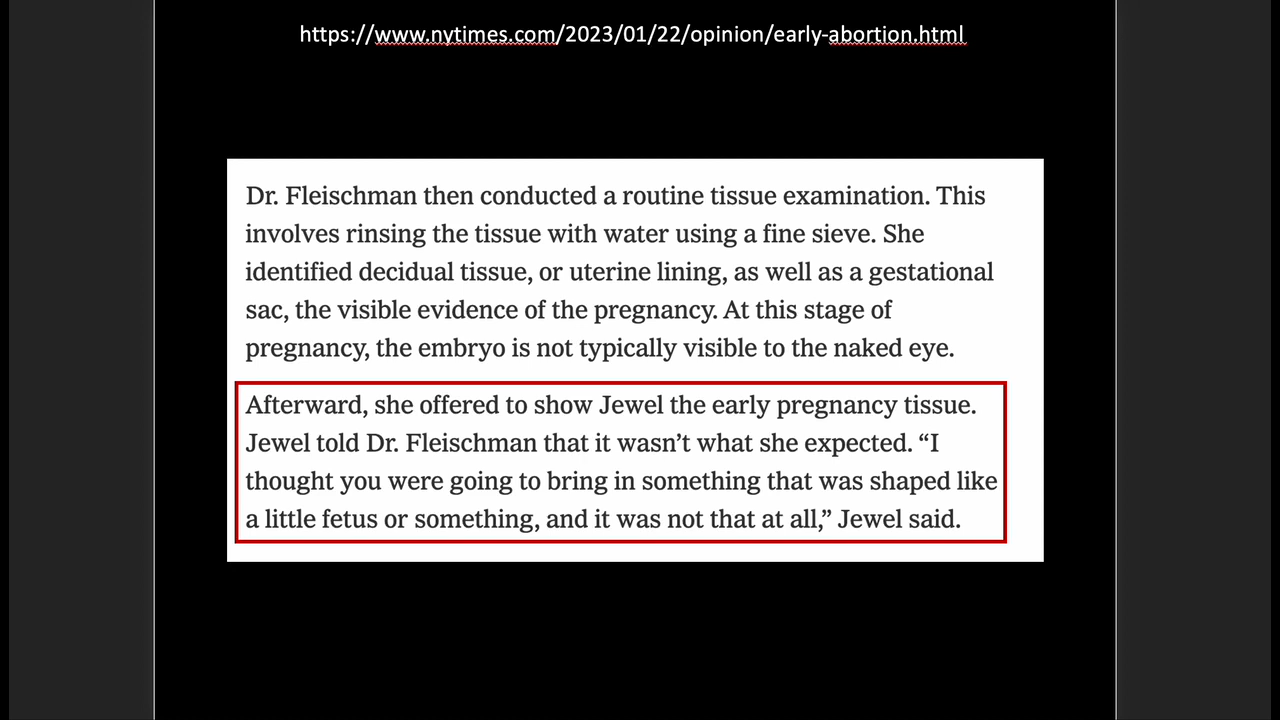 https://www.nytimes.com/2023/01/22/opinion/early-abortion.html
Dr. Fleischman then conducted a routine tissue examination. This
involves rinsing the tissue with water using a fine sieve. She
identified decidual tissue, or uterine lining, as well as a gestational
sac, the visible evidence of the pregnancy. At this stage of
pregnancy, the embryo is not typically visible to the naked eye.
Afterward, she offered to show Jewel the early pregnancy tissue.
Jewel told Dr. Fleischman that it wasn’t what she expected. “I
thought you were going to bring in something that was shaped like
a little fetus or something, and it was not that at all,” Jewel said.